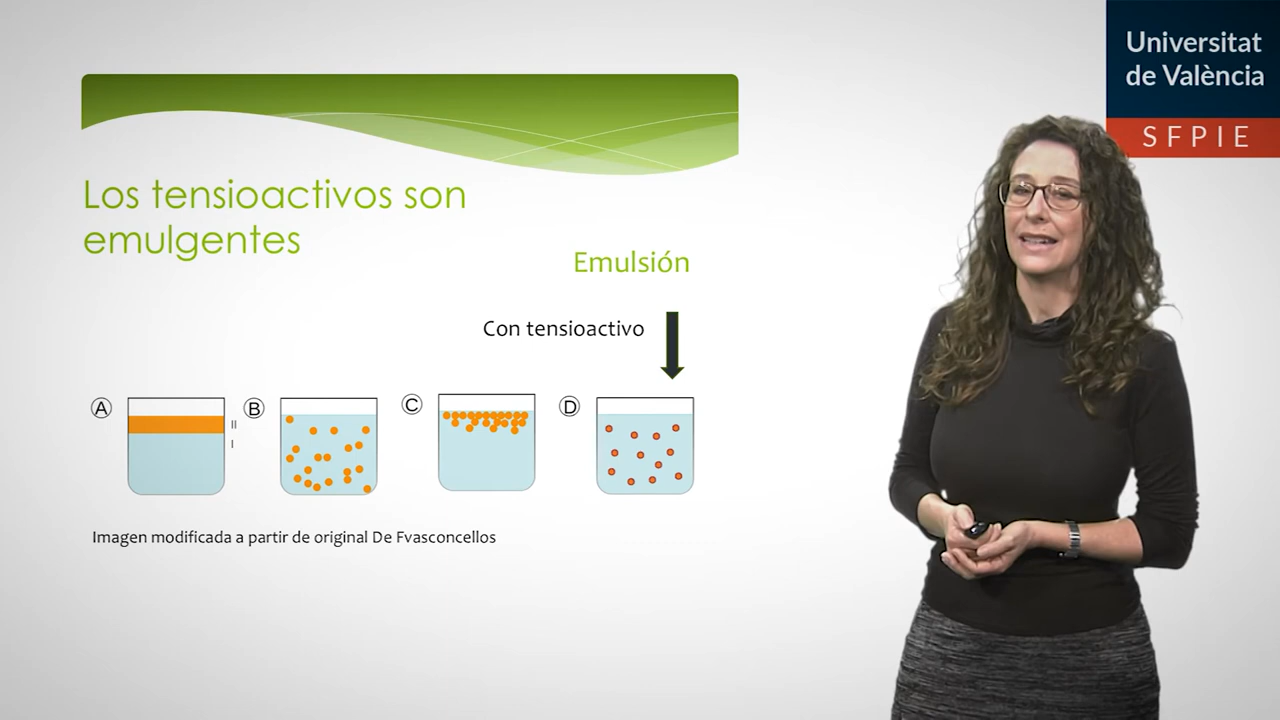 Universitat
de València
SFPIE
Los tensioactivos son
emulgentes
Emulsión
Con tensioactivo
A
B
C
D
II
I
Imagen modificada a partir de original De Fvasconcellos